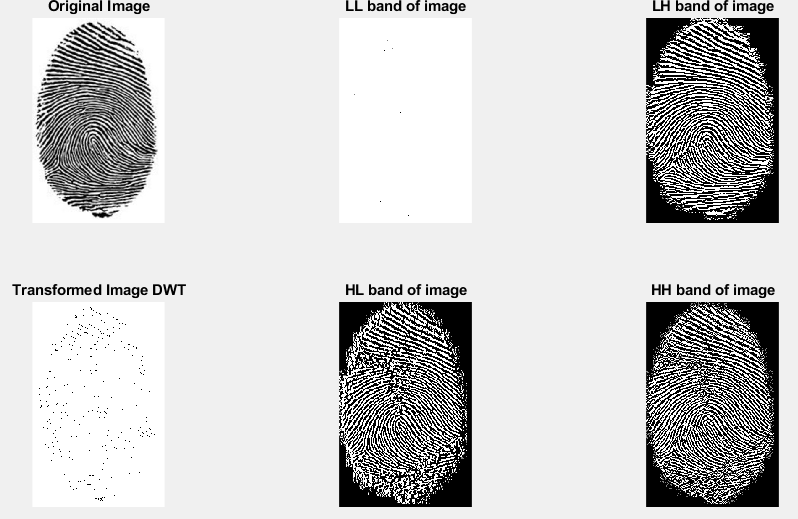 Original Image
LL band of image
LH band of image
Transformed Image DWT
HL band of image
HH band of image